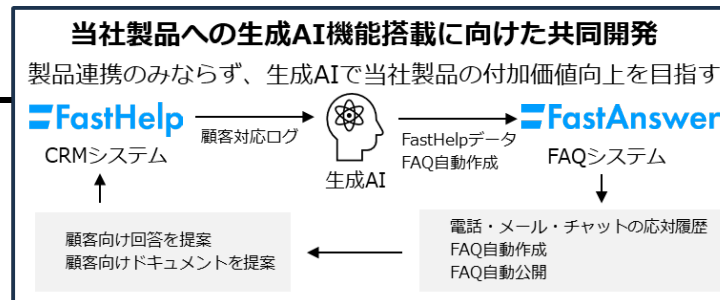 当社製品への生成AI機能搭載に向けた共同開発
製品連携のみならず、生成AIで当社製品の付加価値向上を目指す
FastHelp
CRMシステム
顧客対応ログ
生成AI
FastHelpデータ
FAQ自動作成
FastAnswer
FAQシステム
電話・メール・チャットの応対履歴
FAQ自動作成
FAQ自動公開
顧客向け回答を提案
顧客向けドキュメントを提案